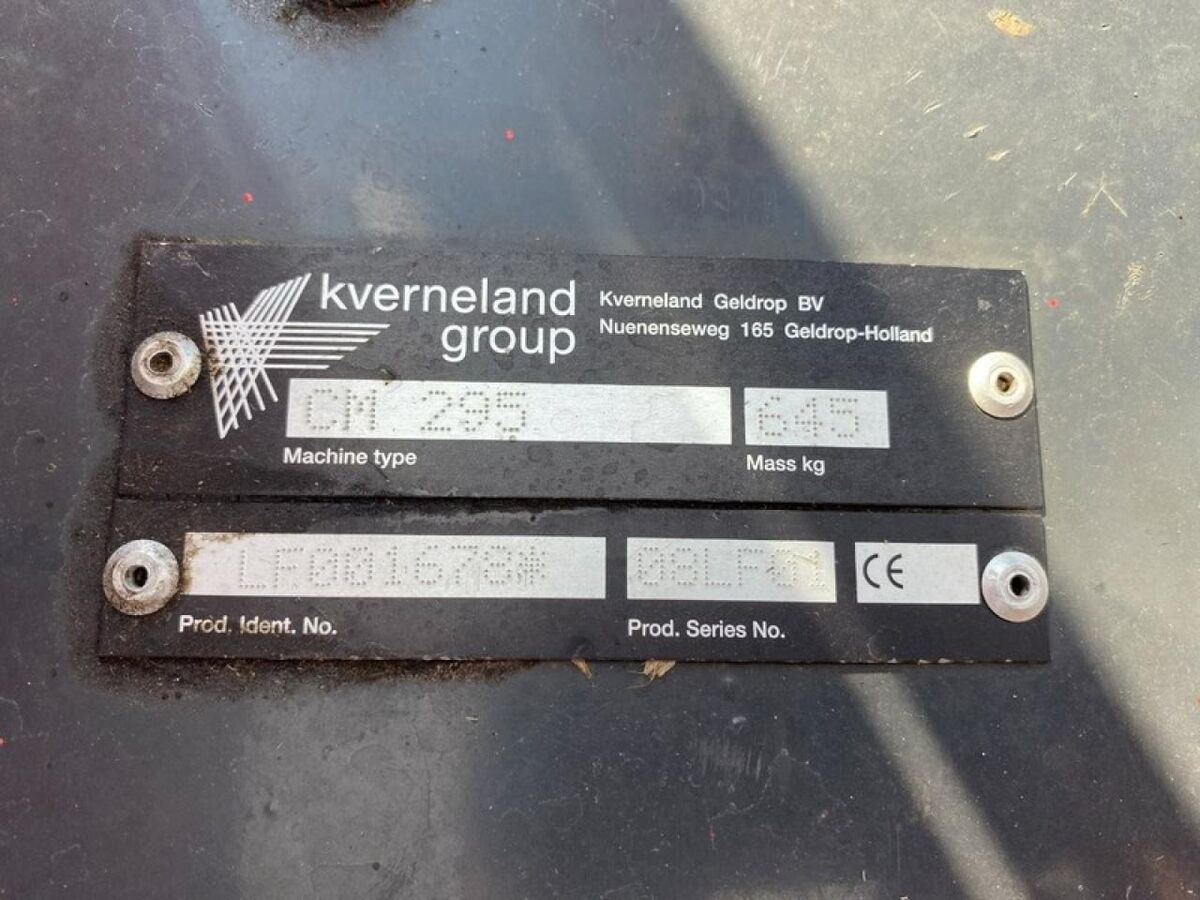 kverneland
group
Kverneland Geldrop BV
Nuenenseweg 165 Geldrop-Holland
CM 295
645
Machine type
Mass kg
LF001678*
08LF01
CE
Prod. Ident. No.
Prod. Series No.